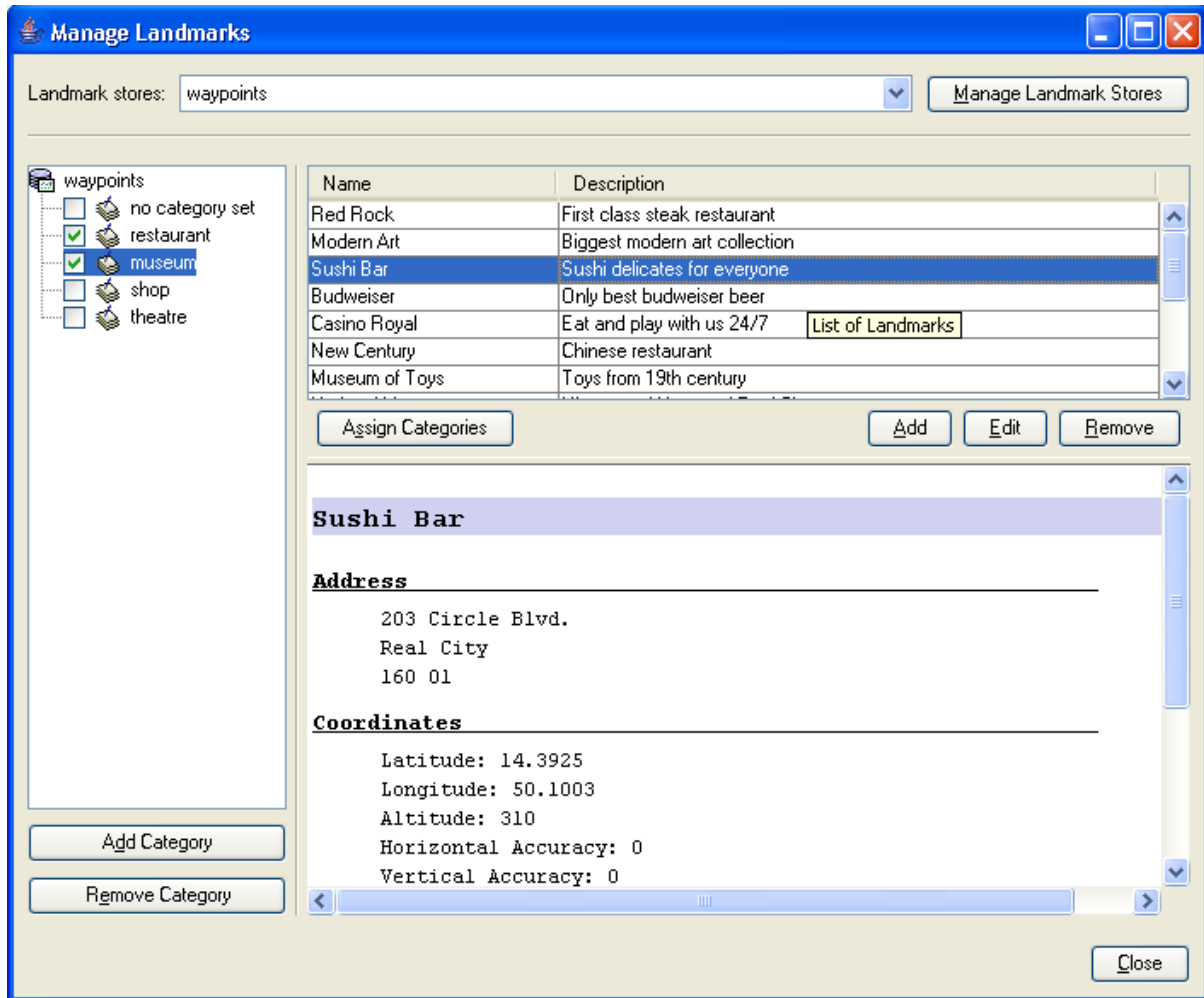 Manage Landmarks
Landmark stores: waypoints Manage Landmark Stores
waypoints
no category set
restaurant
museum
shop
theatre
Add Category
Remove Category
Name Description
Red Rock First class steak restaurant
Modern Art Biggest modern art collection
Sushi Bar Sushi delicates for everyone
Budweiser Only best budweiser beer
Casino Royal Eat and play with us 24/7
List of Landmarks
New Century Chinese restaurant
Museum of Toys Toys from 19th century
Assign Categories Add Edit Remove
Sushi Bar
Address
203 Circle Blvd.
Real City
160 01
Coordinates
Latitude: 14.3925
Longitude: 50.1003
Altitude: 310
Horizontal Accuracy: 0
Vertical Accuracy: 0
Close